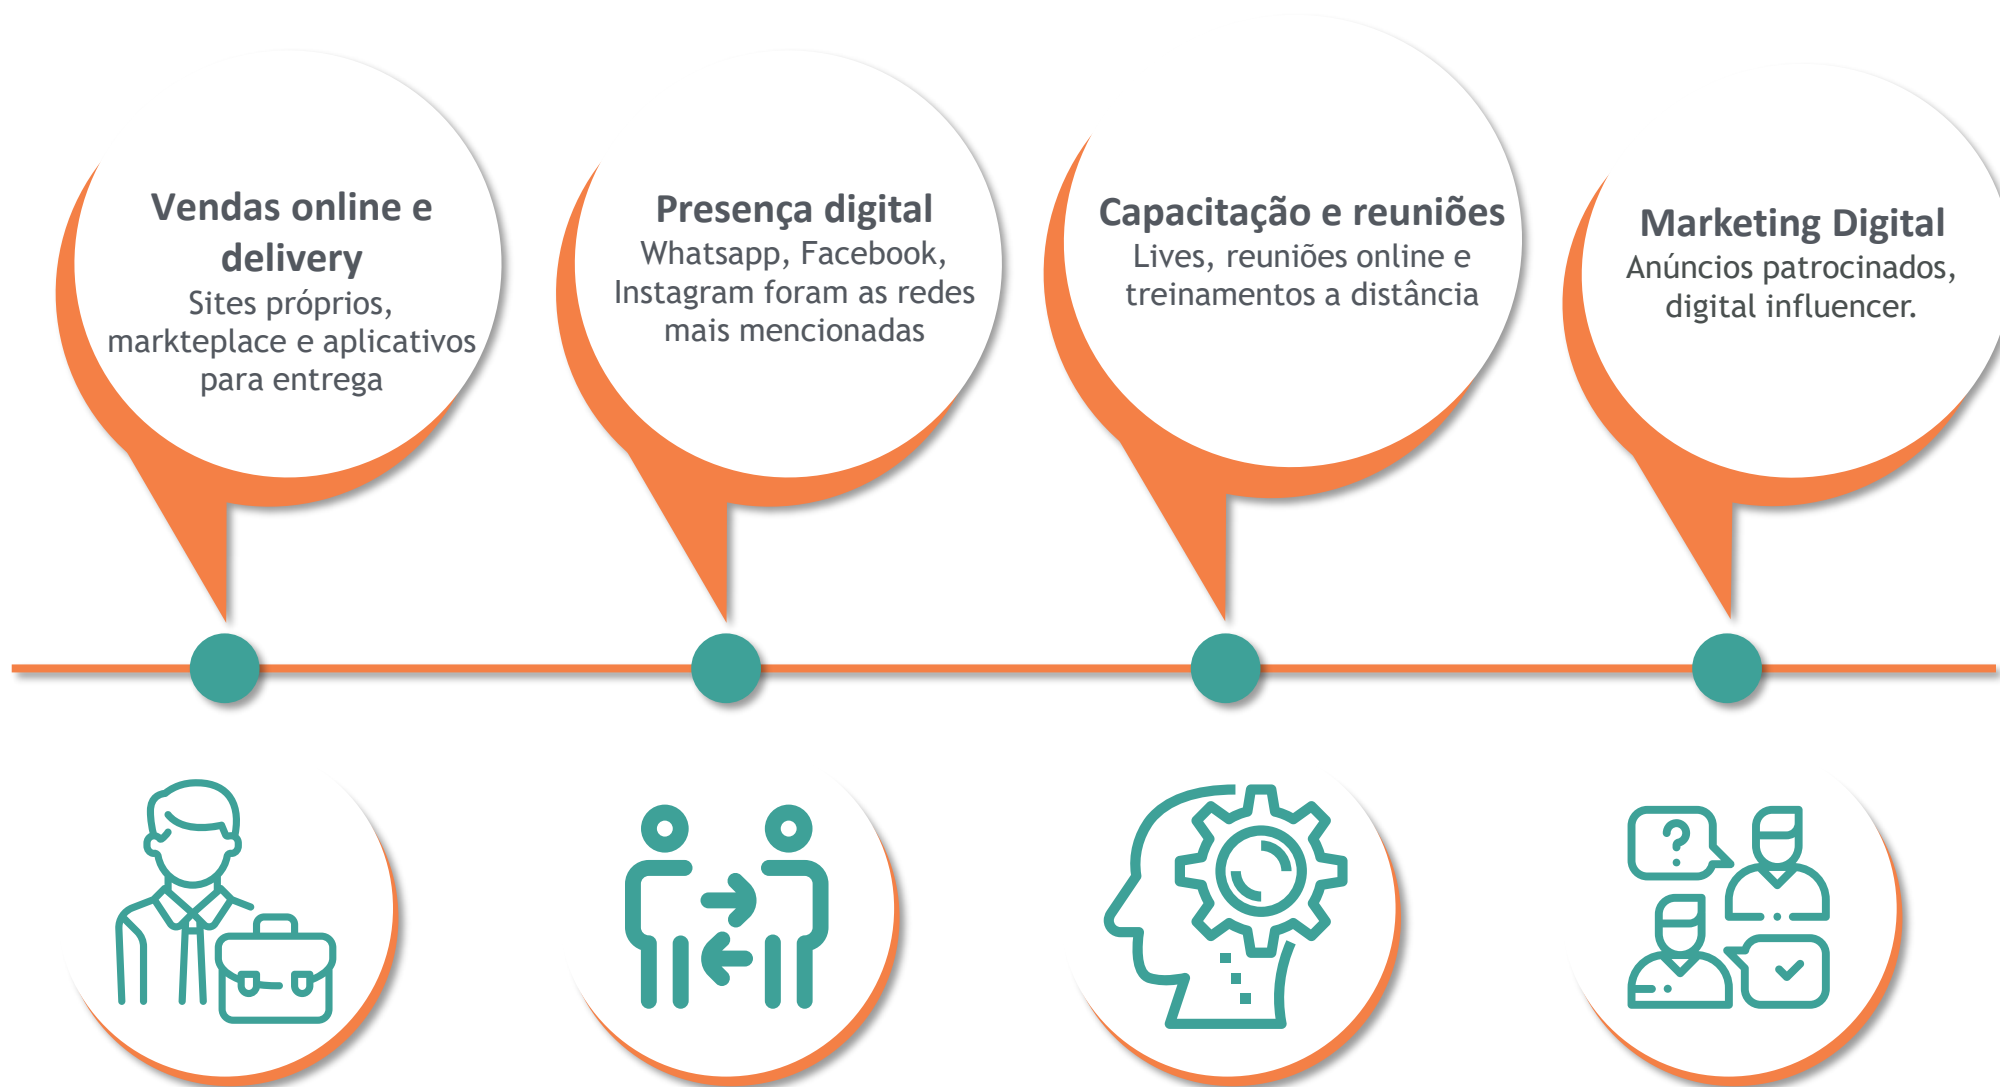 Vendas online e
delivery
Sites próprios,
markteplace e aplicativos
para entrega
Presença digital
Whatsapp, Facebook,
Instagram foram as redes
mais mencionadas
Capacitação e reuniões
Lives, reuniões online e
treinamentos a distância
Marketing Digital
Anúncios patrocinados,
digital influencer.
?